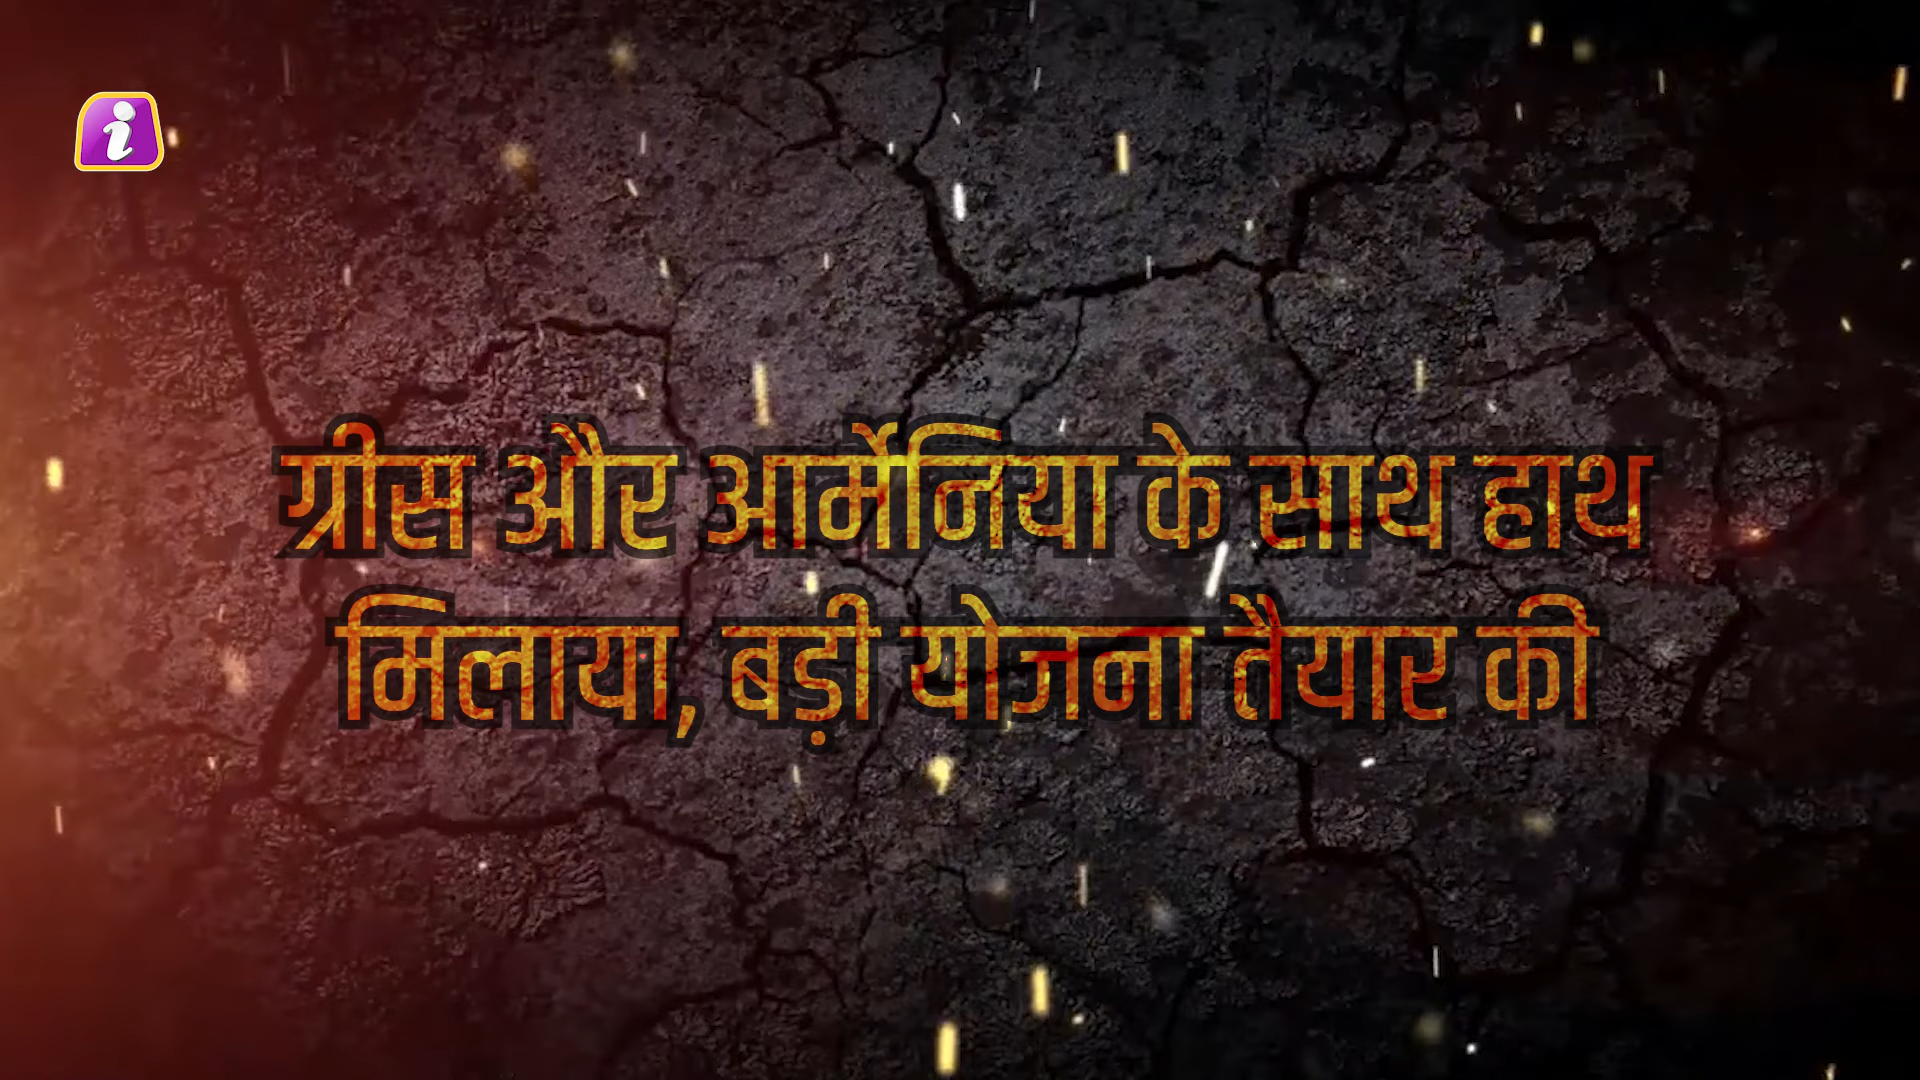 ग्रीस और आर्मेनिया के साथ हाथ
मिलाया, बड़ी योजना तैयार की